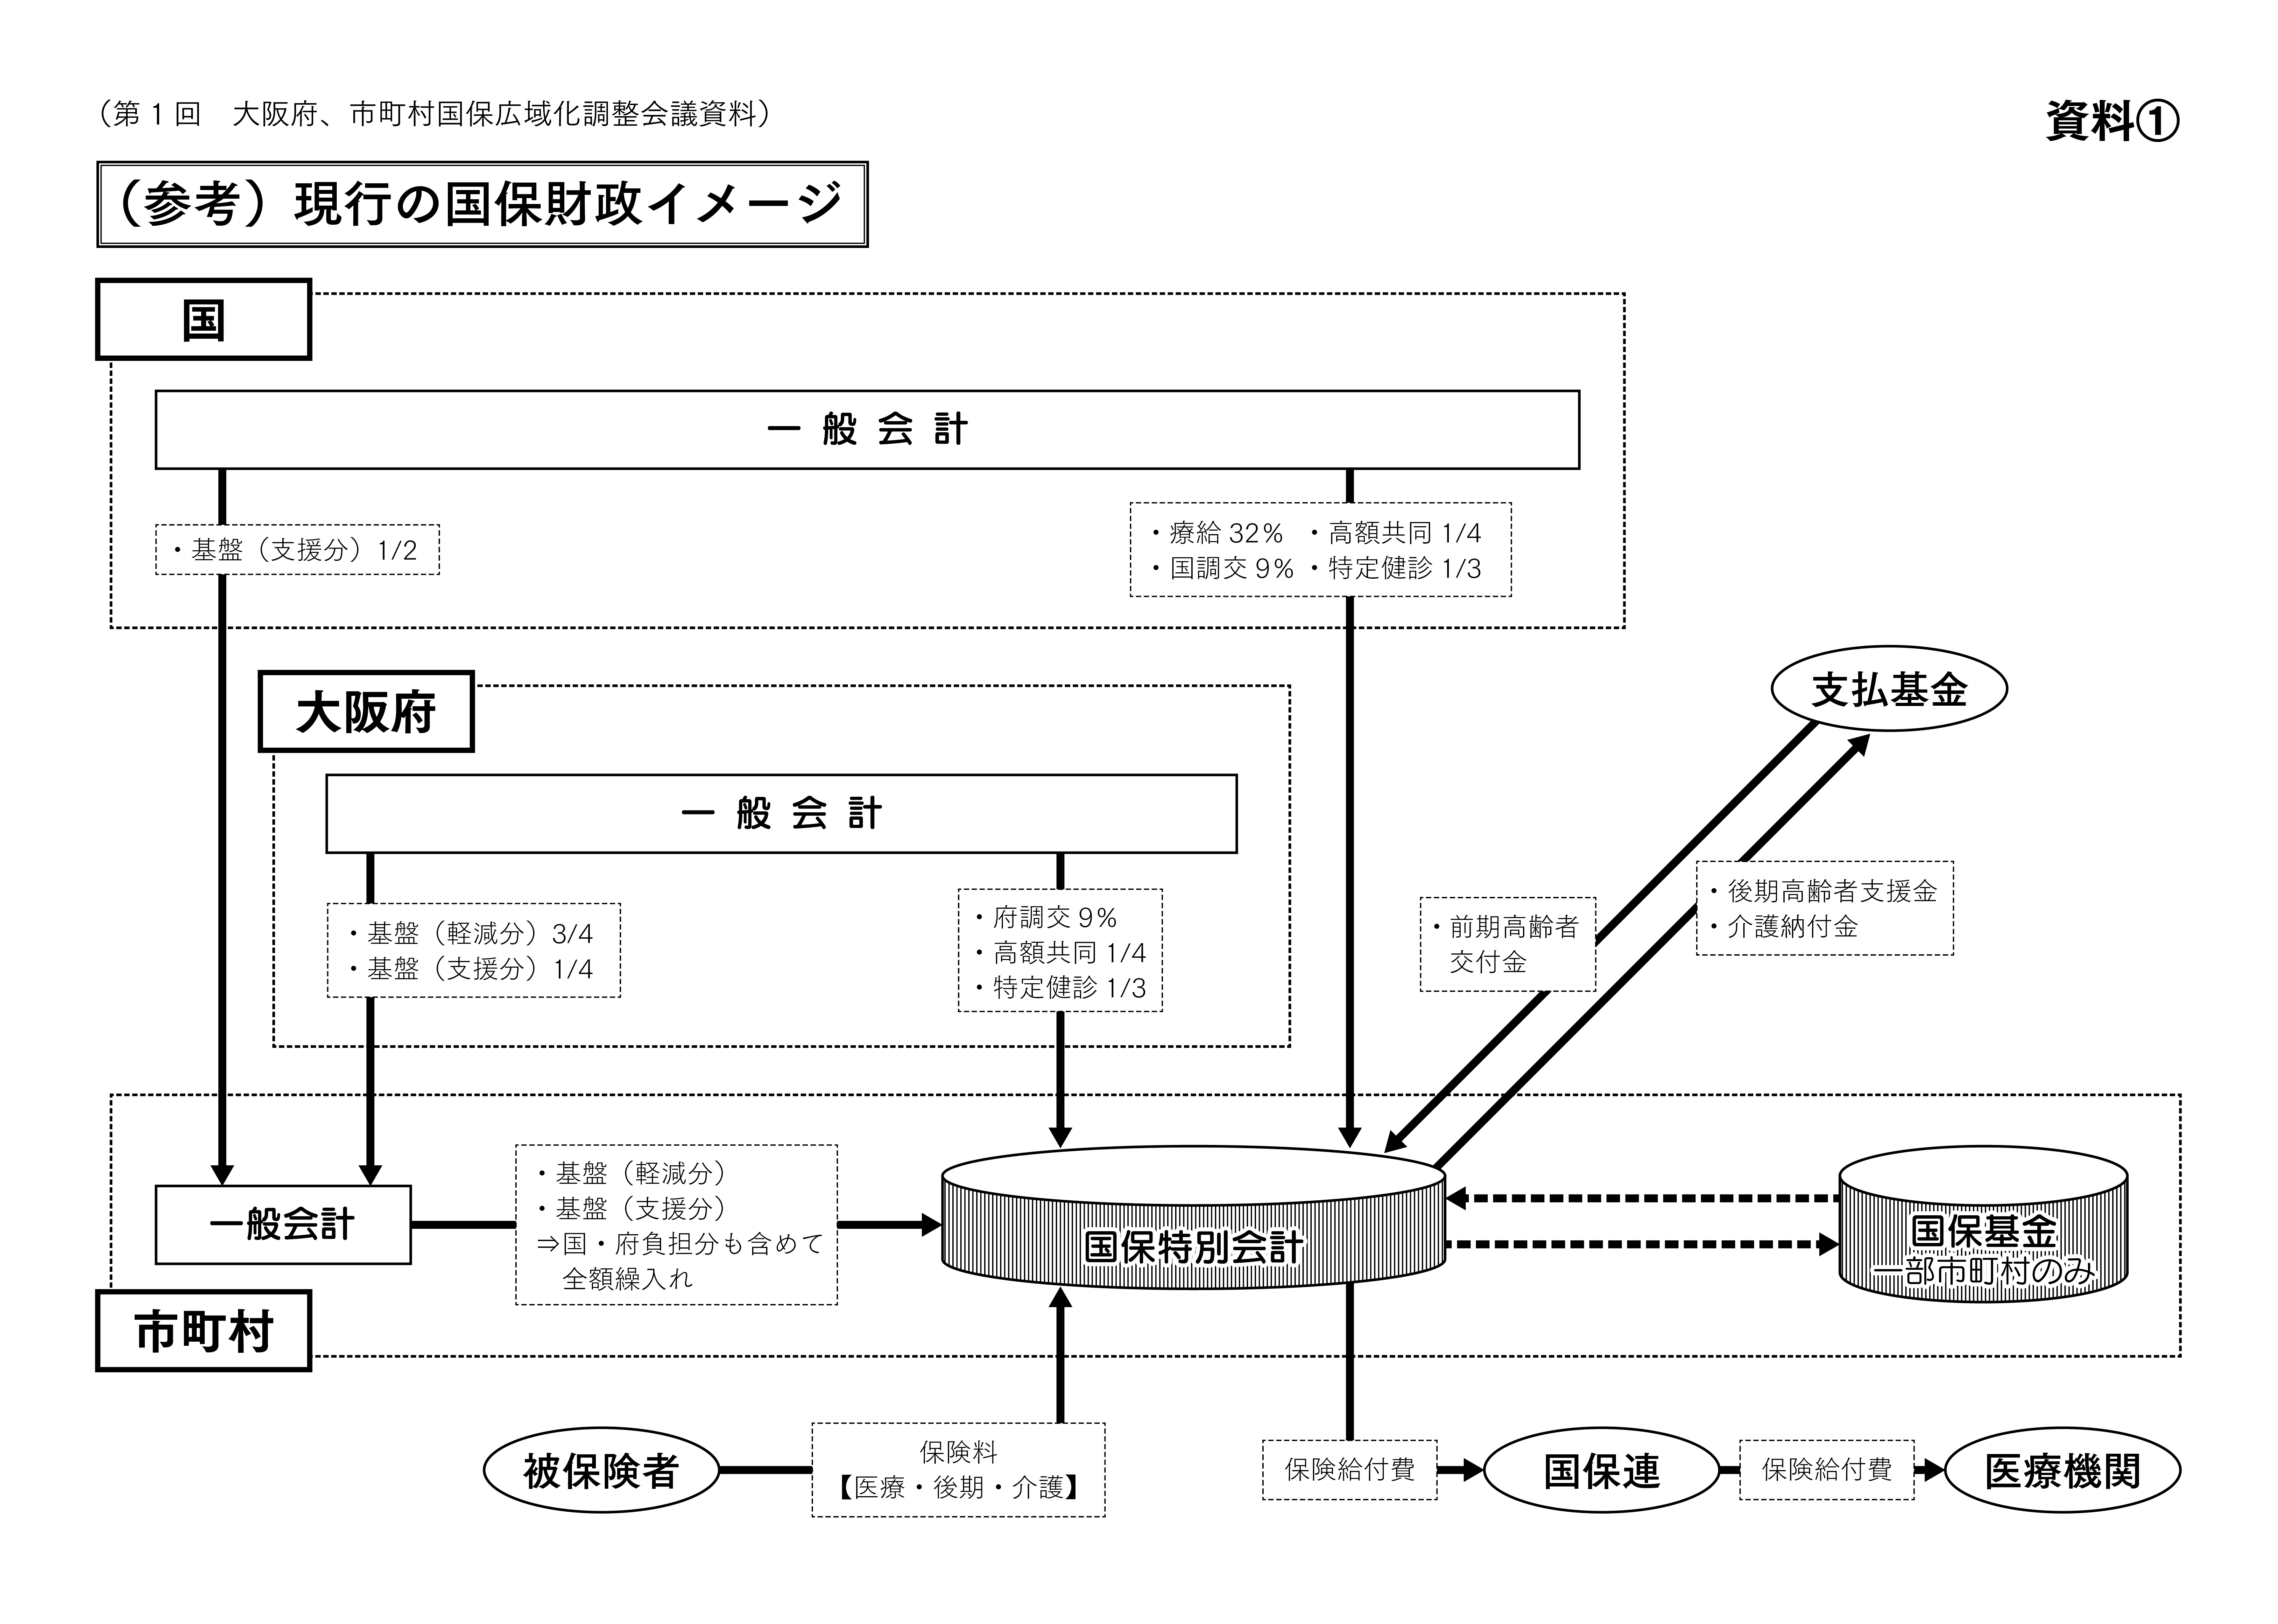 （第１回　大阪府、市町村国保広域化調整会議資料）
資料①
（参考）現行の国保財政イメージ
国
一般会計
・基盤（支援分）1/2
・療給 32%　・高額共同 1/4
・国調交 9%　・特定健診 1/3
大阪府
一般会計
・基盤（軽減分）3/4
・基盤（支援分）1/4
・府調交 9%
・高額共同 1/4
・特定健診 1/3
支払基金
・前期高齢者
交付金
・後期高齢者支援金
・介護納付金
一般会計
・基盤（軽減分）
・基盤（支援分）
⇒国・府負担分も含めて
全額繰入れ
国保特別会計
国保基金
一部市町村のみ
市町村
被保険者
保険料
【医療・後期・介護】
保険給付費
国保連
保険給付費
医療機関